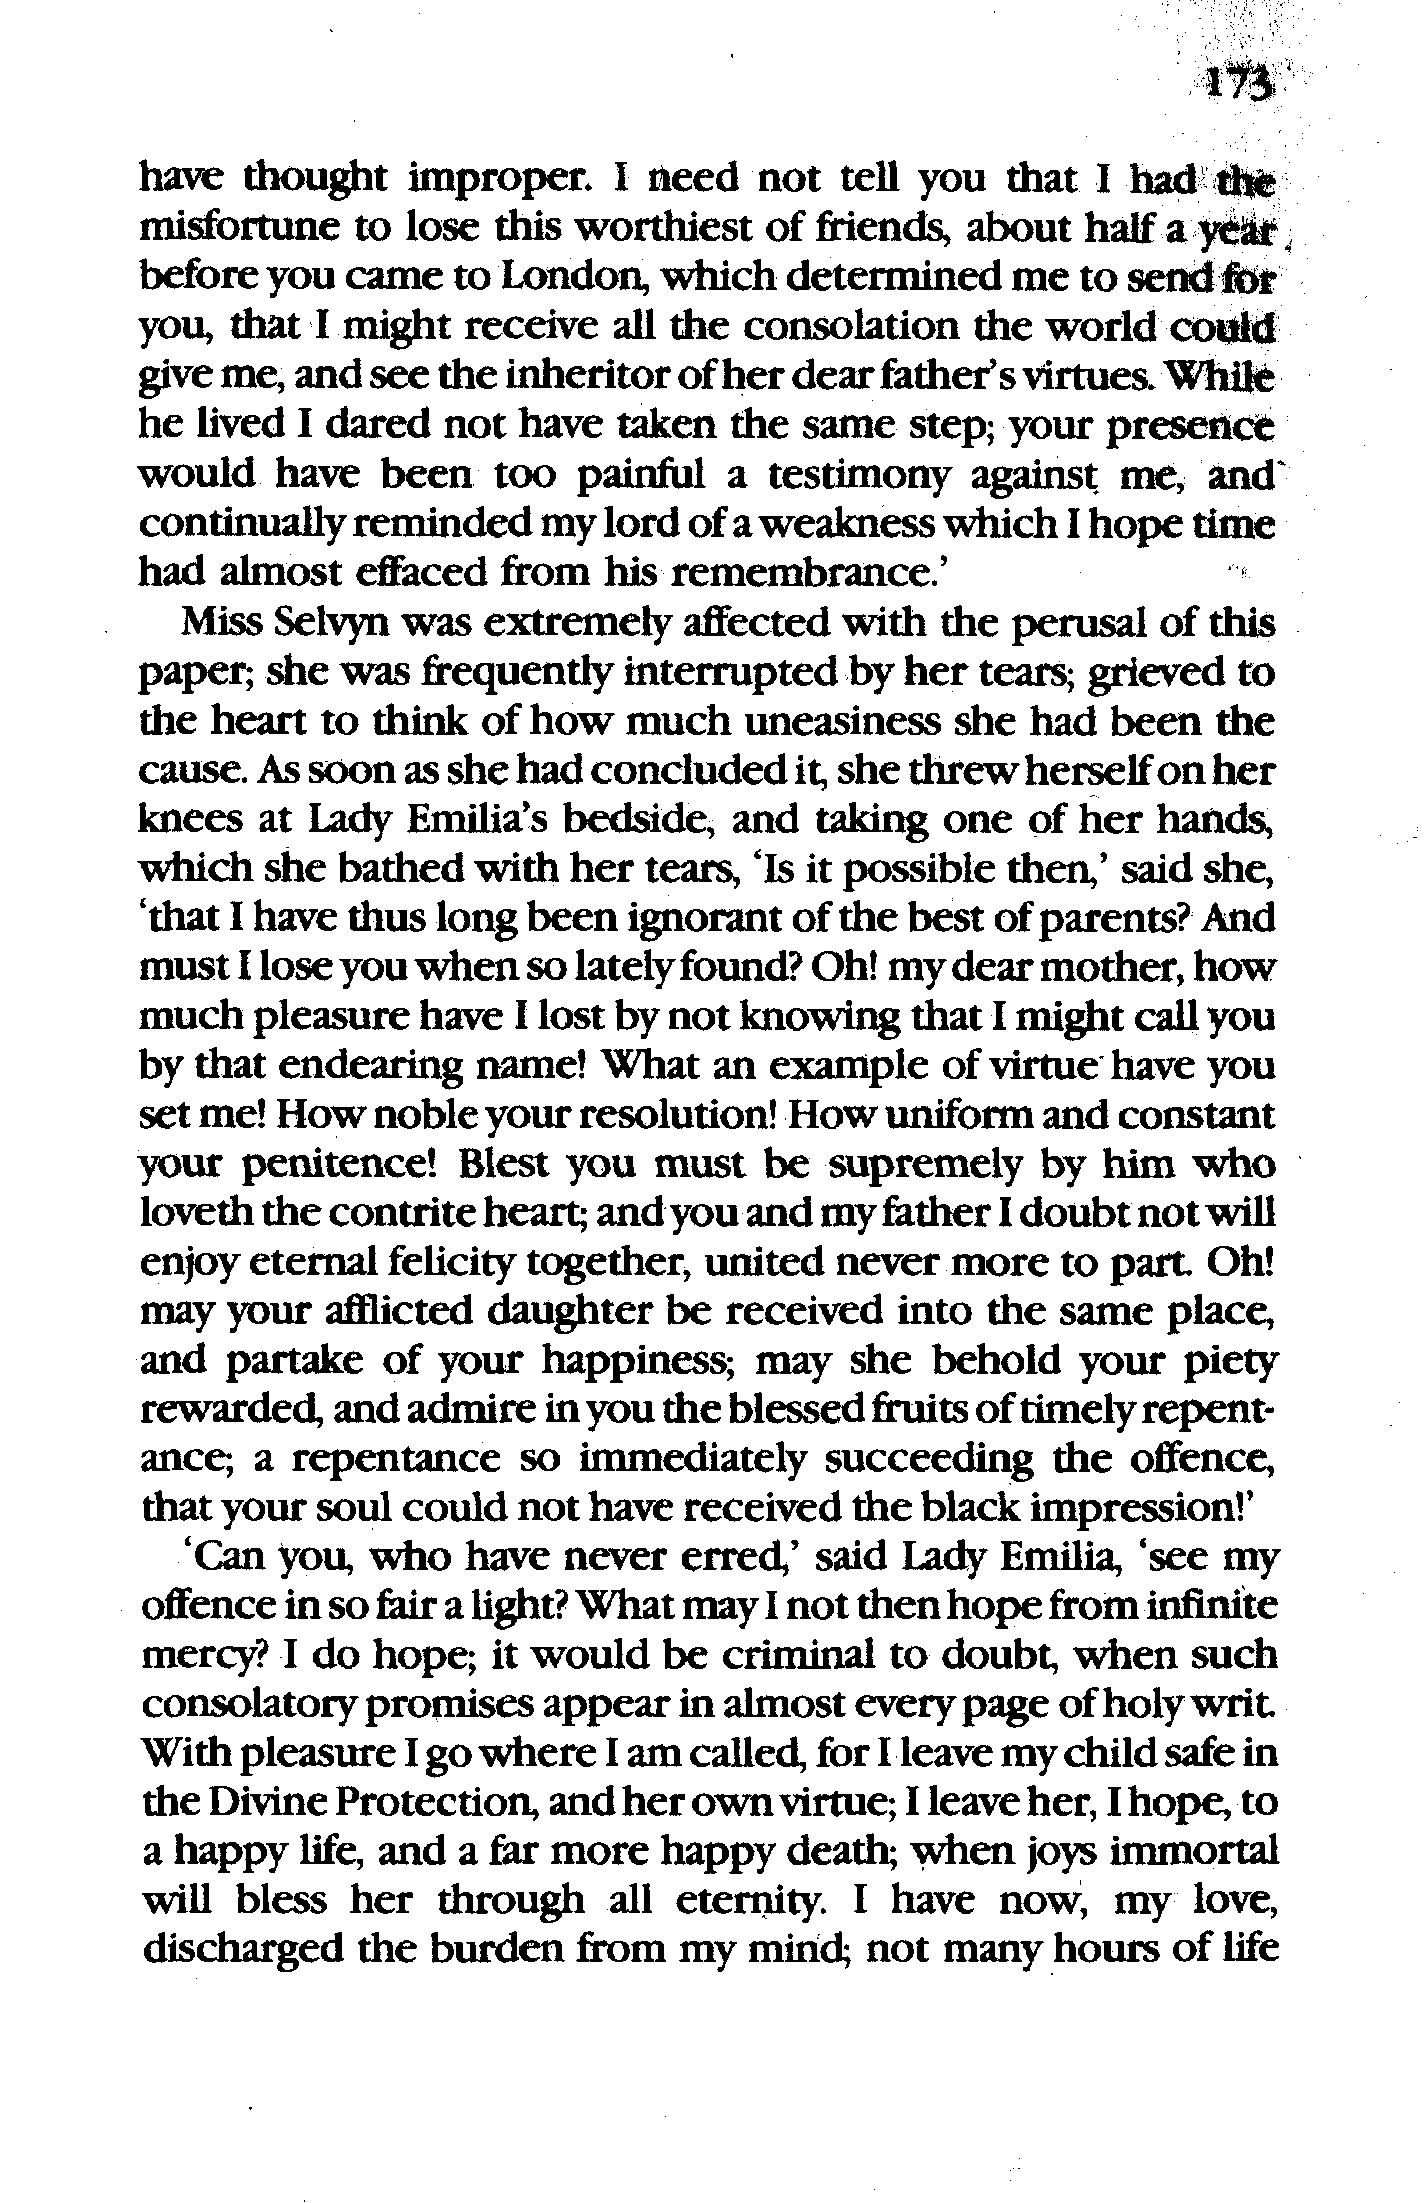 173
have thought improper. I need not tell you that I had the
misfortune to lose this worthiest of friends, about half a year
before you came to London, which determined me to send for
you, that I might receive all the consolation the world could
give me, and see the inheritor of her dear father's virtues. While
he lived I dared not have taken the same step; your presence
would have been too painful a testimony against me, and
continually reminded my lord of a weakness which I hope time
had almost effaced from his remembrance.'
Miss Selvyn was extremely affected with the perusal of this
paper; she was frequently interrupted by her tears; grieved to
the heart to think of how much uneasiness she had been the
cause. As soon as she had concluded it, she threw herself on her
knees at Lady Emilia's bedside, and taking one of her hands,
which she bathed with her tears, 'Is it possible then,' said she,
'that I have thus long been ignorant of the best of parents? And
must I lose you when so lately found? Oh! my dear mother, how
much pleasure have I lost by not knowing that I might call you
by that endearing name! What an example of virtue have you
set me! How noble your resolution! How uniform and constant
your penitence! Blest you must be supremely by him who
loveth the contrite heart; and you and my father I doubt not will
enjoy eternal felicity together, united never more to part. Oh!
may your afflicted daughter be received into the same place,
and partake of your happiness; may she behold your piety
rewarded, and admire in you the blessed fruits of timely repent-
ance; a repentance so immediately succeeding the offence,
that your soul could not have received the black impression!'
'Can you, who have never erred,' said Lady Emilia, 'see my
offence in so fair a light? What may I not then hope from infinite
mercy? I do hope; it would be criminal to doubt, when such
consolatory promises appear in almost every page of holy writ.
With pleasure I go where I am called, for I leave my child safe in
the Divine Protection, and her own virtue; I leave her, I hope, to
a happy life, and a far more happy death; when joys immortal
will bless her through all eternity. I have now, my love,
discharged the burden from my mind; not many hours of life